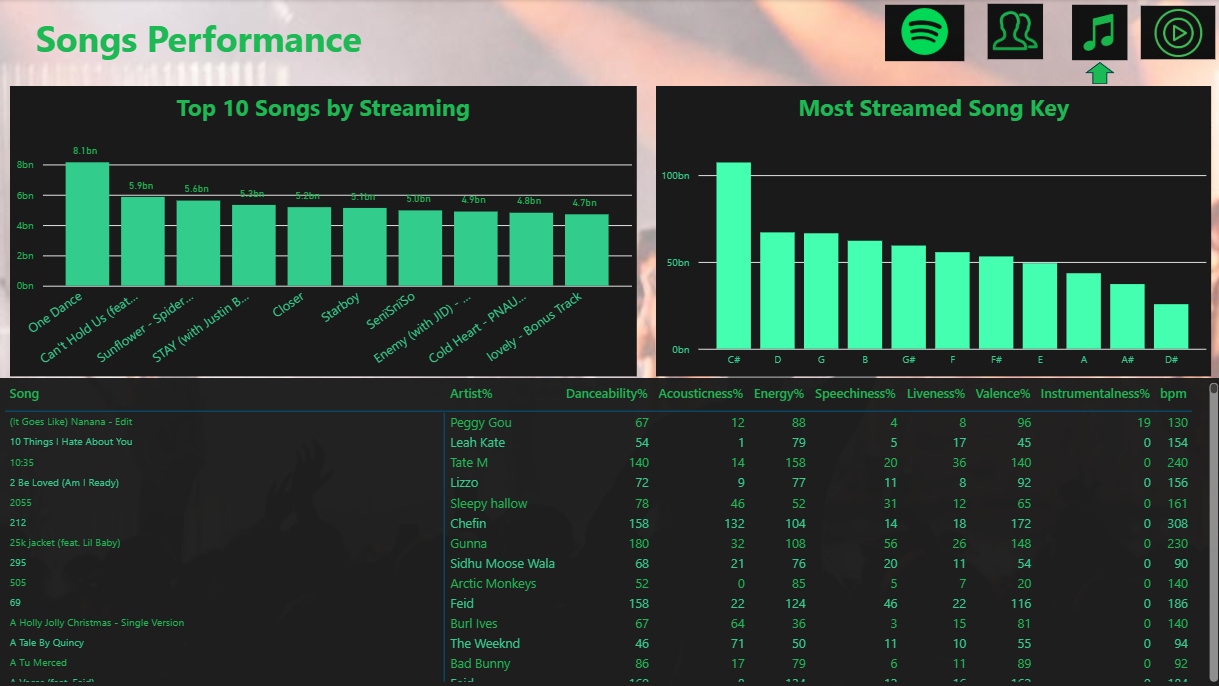 Songs Performance
Top 10 Songs by Streaming
8bn
6bn
4bn
2bn
0bn
8.1bn
5.9bn
5.6bn
5.3bn
5.2bn
5.1bn
5.0bn
4.9bn
4.8bn
4.7bn
One Dance
Can't Hold Us (feat...
Sunflower - Spider...
STAY (with Justin B...
Closer
Starboy
SeniSniSo
Enemy (with JID) - ...
Cold Heart - PNAU...
lovely - Bonus Track
Most Streamed Song Key
100bn
50bn
0bn
C# D G B G# F F# E A A# D#
Song Artist% Danceability% Acousticness% Energy% Speechiness% Liveness% Valence% Instrumentalness% bpm
(It Goes Like) Nanana - Edit Peggy Gou 67 12 88 4 8 96 19 130
10 Things I Hate About You Leah Kate 54 1 79 5 17 45 0 154
10:35 Tate M 140 14 158 20 36 140 0 240
2 Be Loved (Am I Ready) Lizzo 72 9 77 11 8 92 0 156
2055 Sleepy hallow 78 46 52 31 12 65 0 161
212 Chefin 158 132 104 14 18 172 0 308
25k jacket (feat. Lil Baby) Gunna 180 32 108 56 26 148 0 230
295 Sidhu Moose Wala 68 21 76 20 11 54 0 90
505 Arctic Monkeys 52 0 85 5 7 20 0 140
69 Feid 158 22 124 46 22 116 0 186
A Holly Jolly Christmas - Single Version Burl Ives 67 64 36 3 15 81 0 140
A Tale By Quincy The Weeknd 46 71 50 11 10 55 0 94
A Tu Merced Bad Bunny 86 17 79 6 11 89 0 92